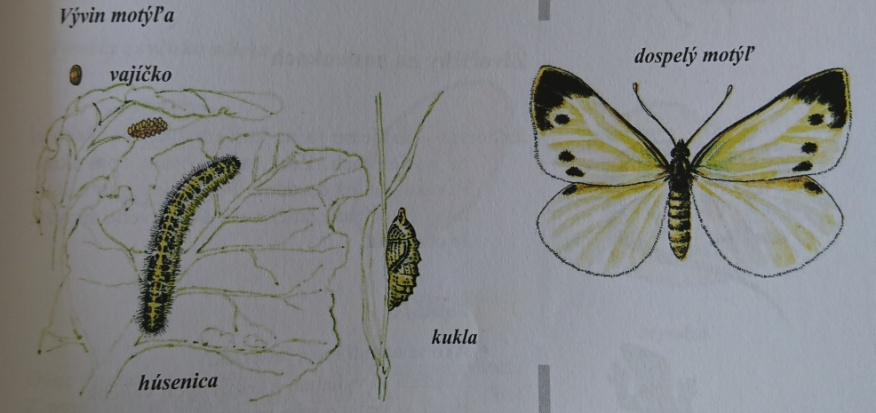 Vývin motýľa
vajíčko
húsenica
kukla
dospelý motýľ